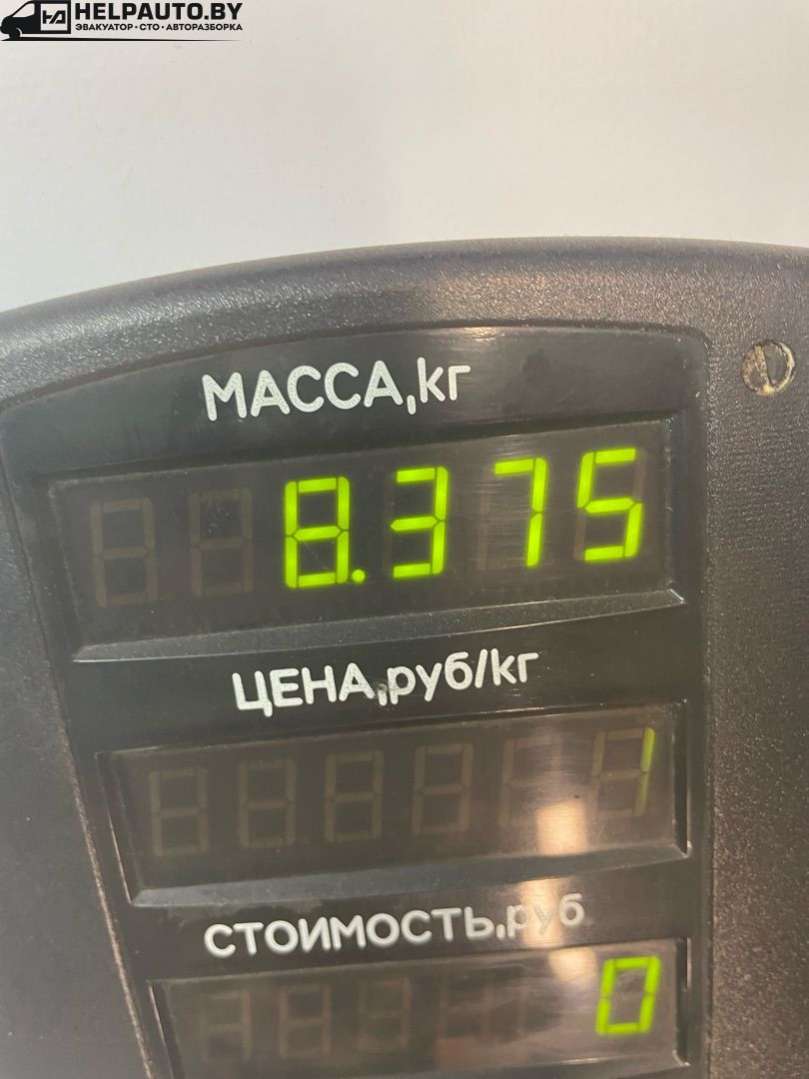 HELPAUTO.BY
ЭВАКУАТОР • СТО • АВТОРАЗБОРКА
МАССА,кг
8.375
ЦЕНА,руб/кг
1
СТОИМОСТЬ,руб
0